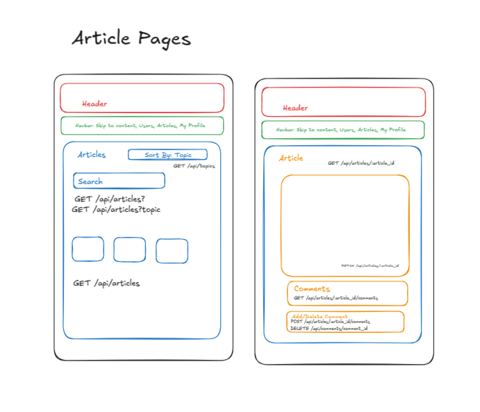 Article Pages
Header
Navbar: Skip to content, Users, Articles, My Profile
Articles
Sort By: Topic
GET /api/topics
Search
GET /api/articles?
GET /api/articles?topic
GET /api/articles
Header
Navbar: Skip to content, Users, Articles, My Profile
Article
GET /api/articles/article_id
PATCH /api/articles/article_id
Comments
GET /api/articles/article_id/comments
Add/Delete Comment
POST /api/articles/article_id/comments
DELETE /api/comments/comment_id